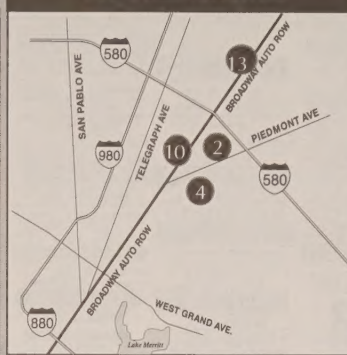 580
SAN PABLO AVE
980
TELEGRAPH AVE
13
BROADWAY AUTO ROW
10
2
PIEDMONT AVE
4
580
BROADWAY AUTO ROW
WEST GRAND AVE.
880
Lake Merritt